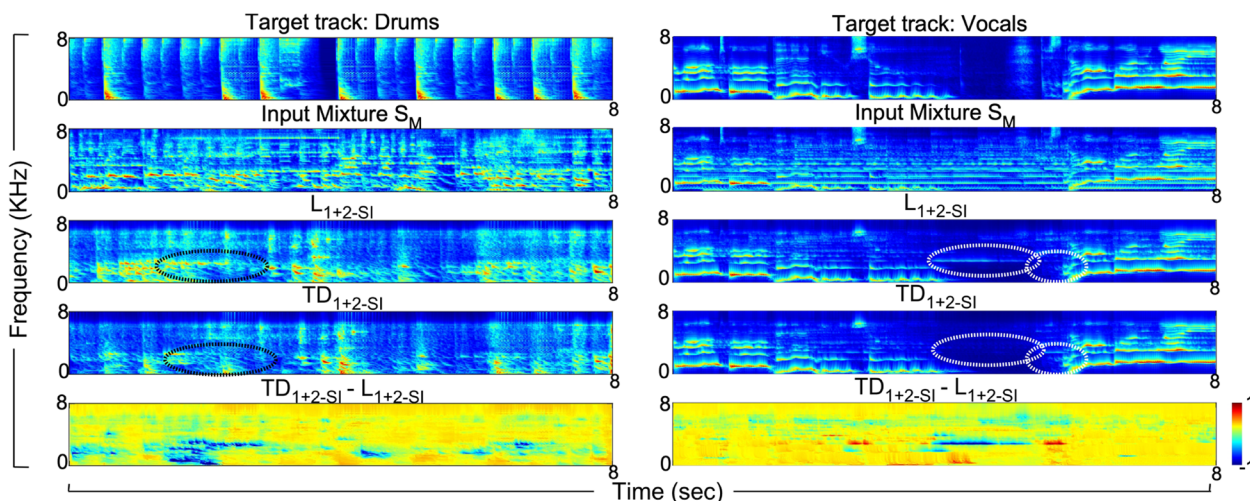 Target track: Drums
8
0
8
Input Mixture S_M
8
0
8
L_1+2-SI
8
0
8
TD_1+2-SI
8
0
8
TD_1+2-SI - L_1+2-SI
8
0
8
Target track: Vocals
8
0
8
Input Mixture S_M
8
0
8
L_1+2-SI
8
0
8
TD_1+2-SI
8
0
8
TD_1+2-SI - L_1+2-SI
8
0
8
Frequency (KHz)
Time (sec)